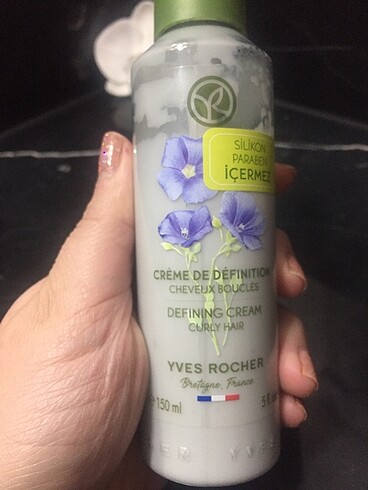 SİLİKON
PARABEN
İÇERMEZ
CRÈME DE DÉFINITION
CHEVEUX BOUCLÉS
DEFINING CREAM
CURLY HAIR
YVES ROCHER
Bretagne, France
150 ml 5 fl